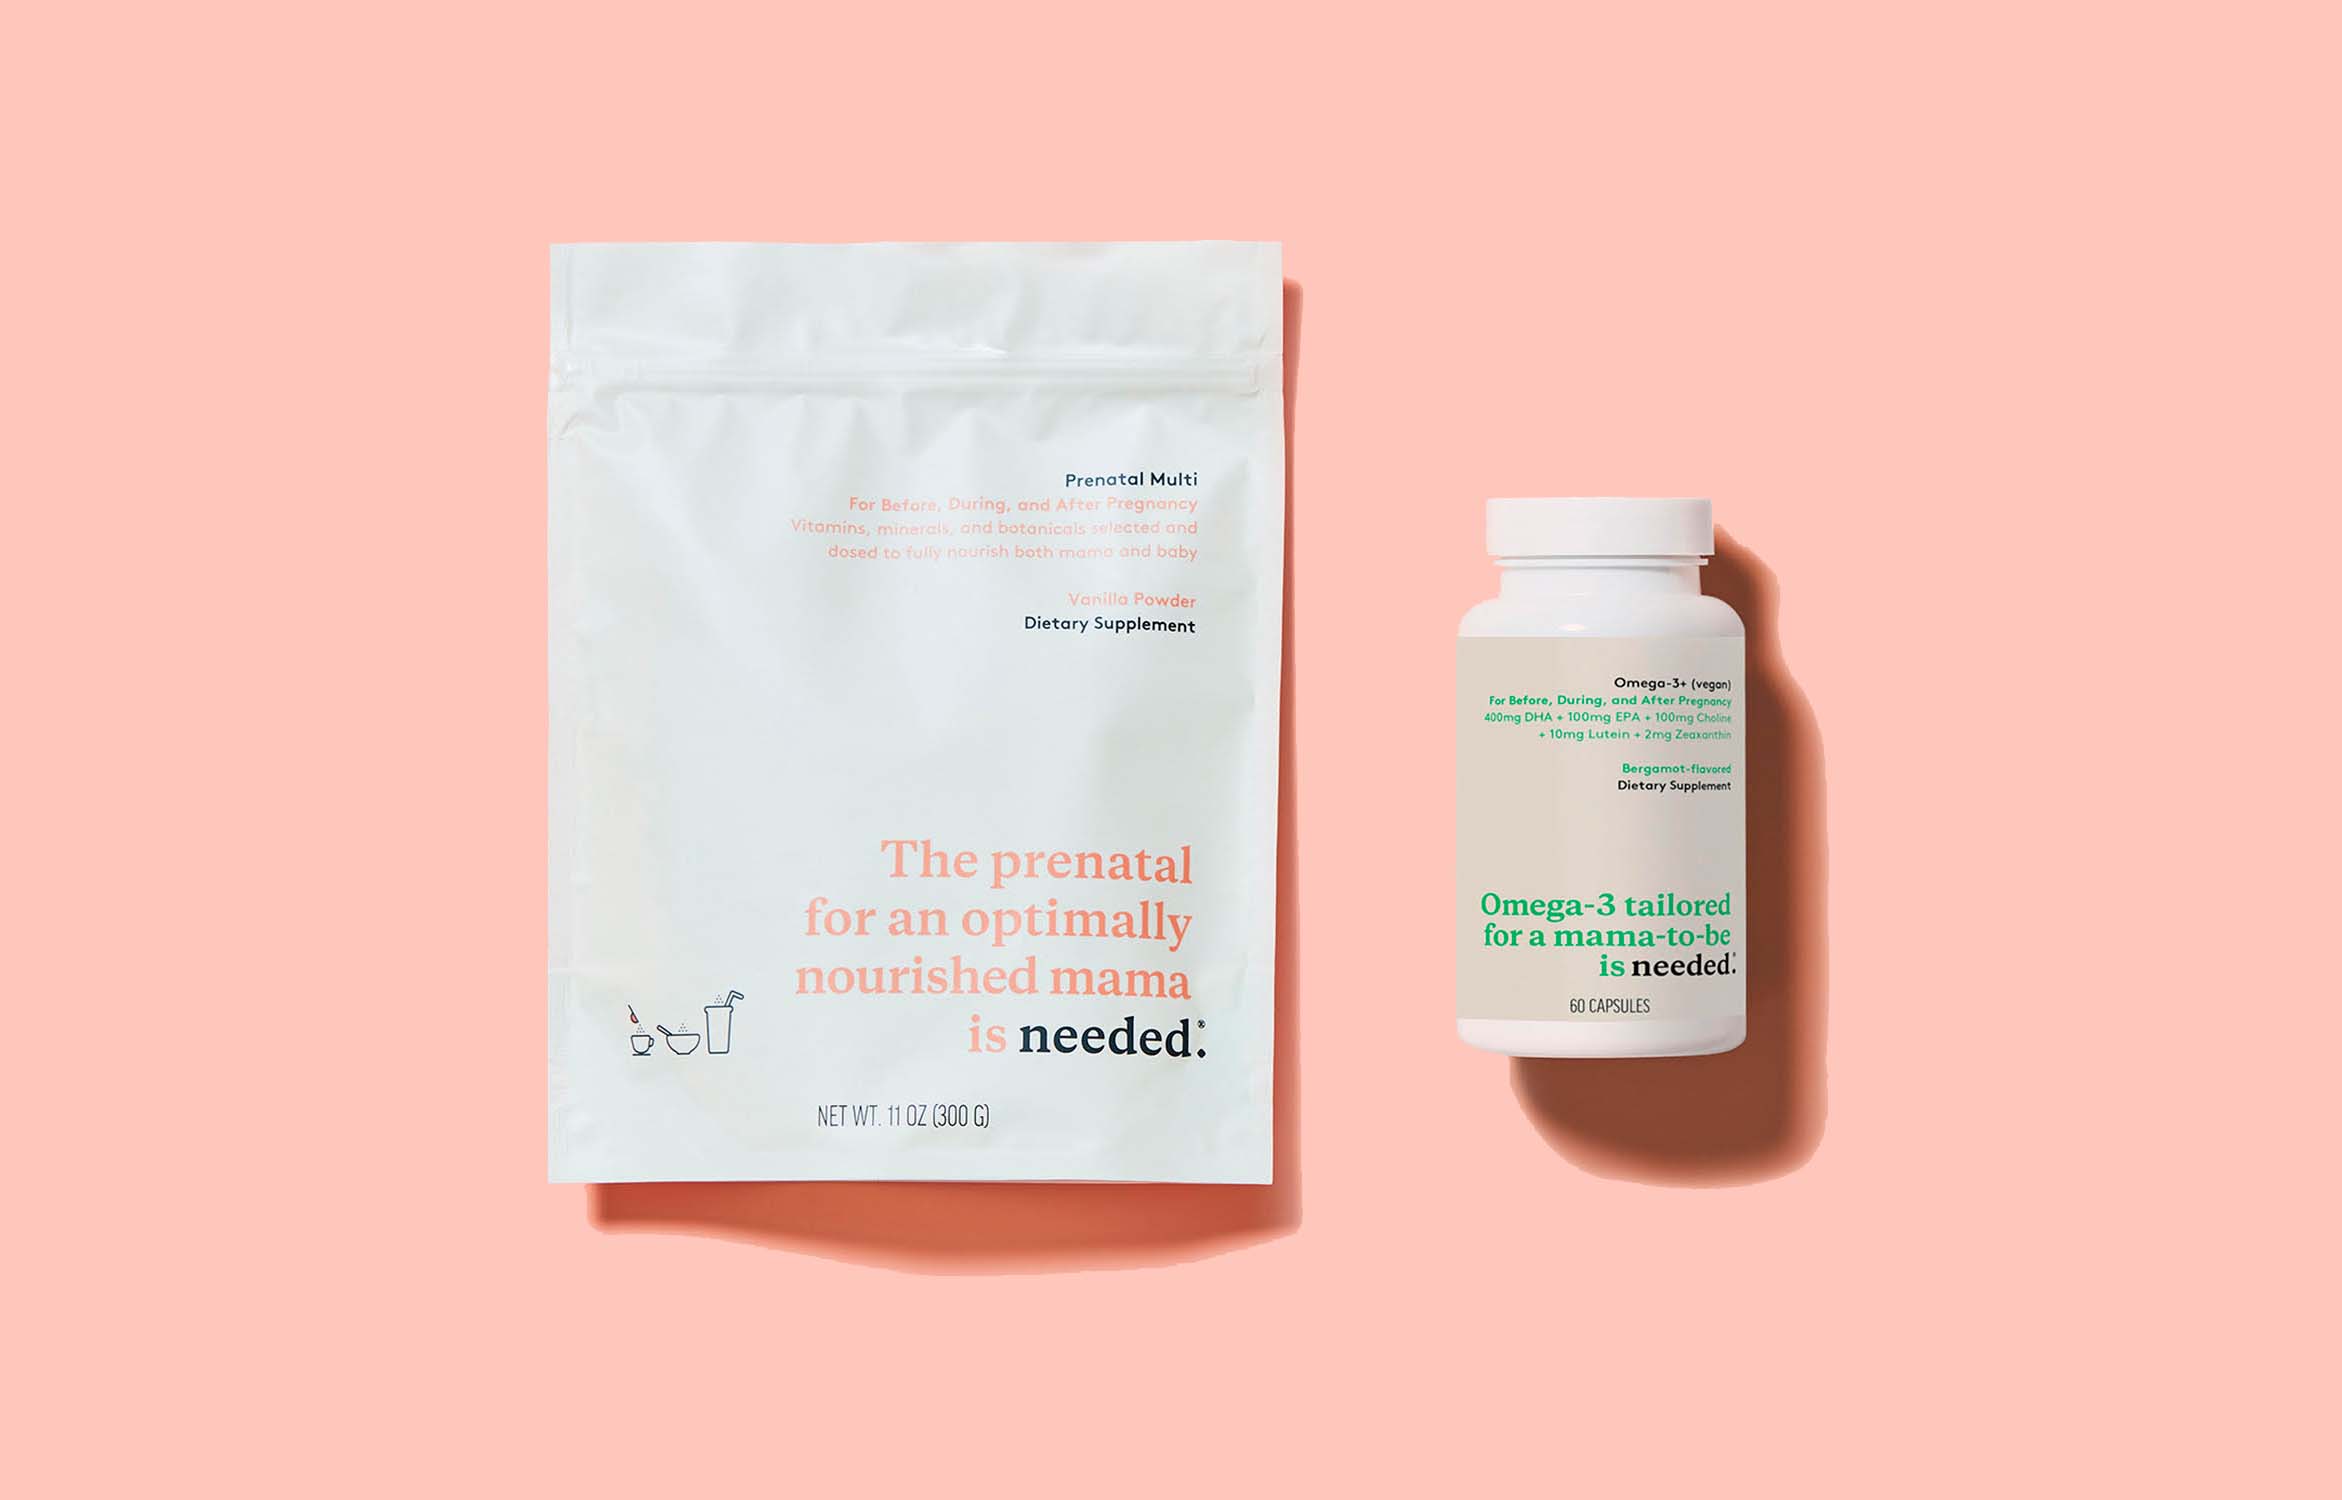 Prenatal Multi
For Before, During, and After Pregnancy
Vitamins, minerals, and botanicals selected and
dosed to fully nourish both mama and baby
Vanilla Powder
Dietary Supplement
The prenatal
for an optimally
nourished mama
is needed.®
NET WT. 11 OZ (300 G)
Omega-3+ (vegan)
For Before, During, and After Pregnancy
400mg DHA + 100mg EPA + 100mg Choline
+ 10mg Lutein + 2mg Zeaxanthin
Bergamot-flavored
Dietary Supplement
Omega-3 tailored
for a mama-to-be
is needed.®
60 CAPSULES